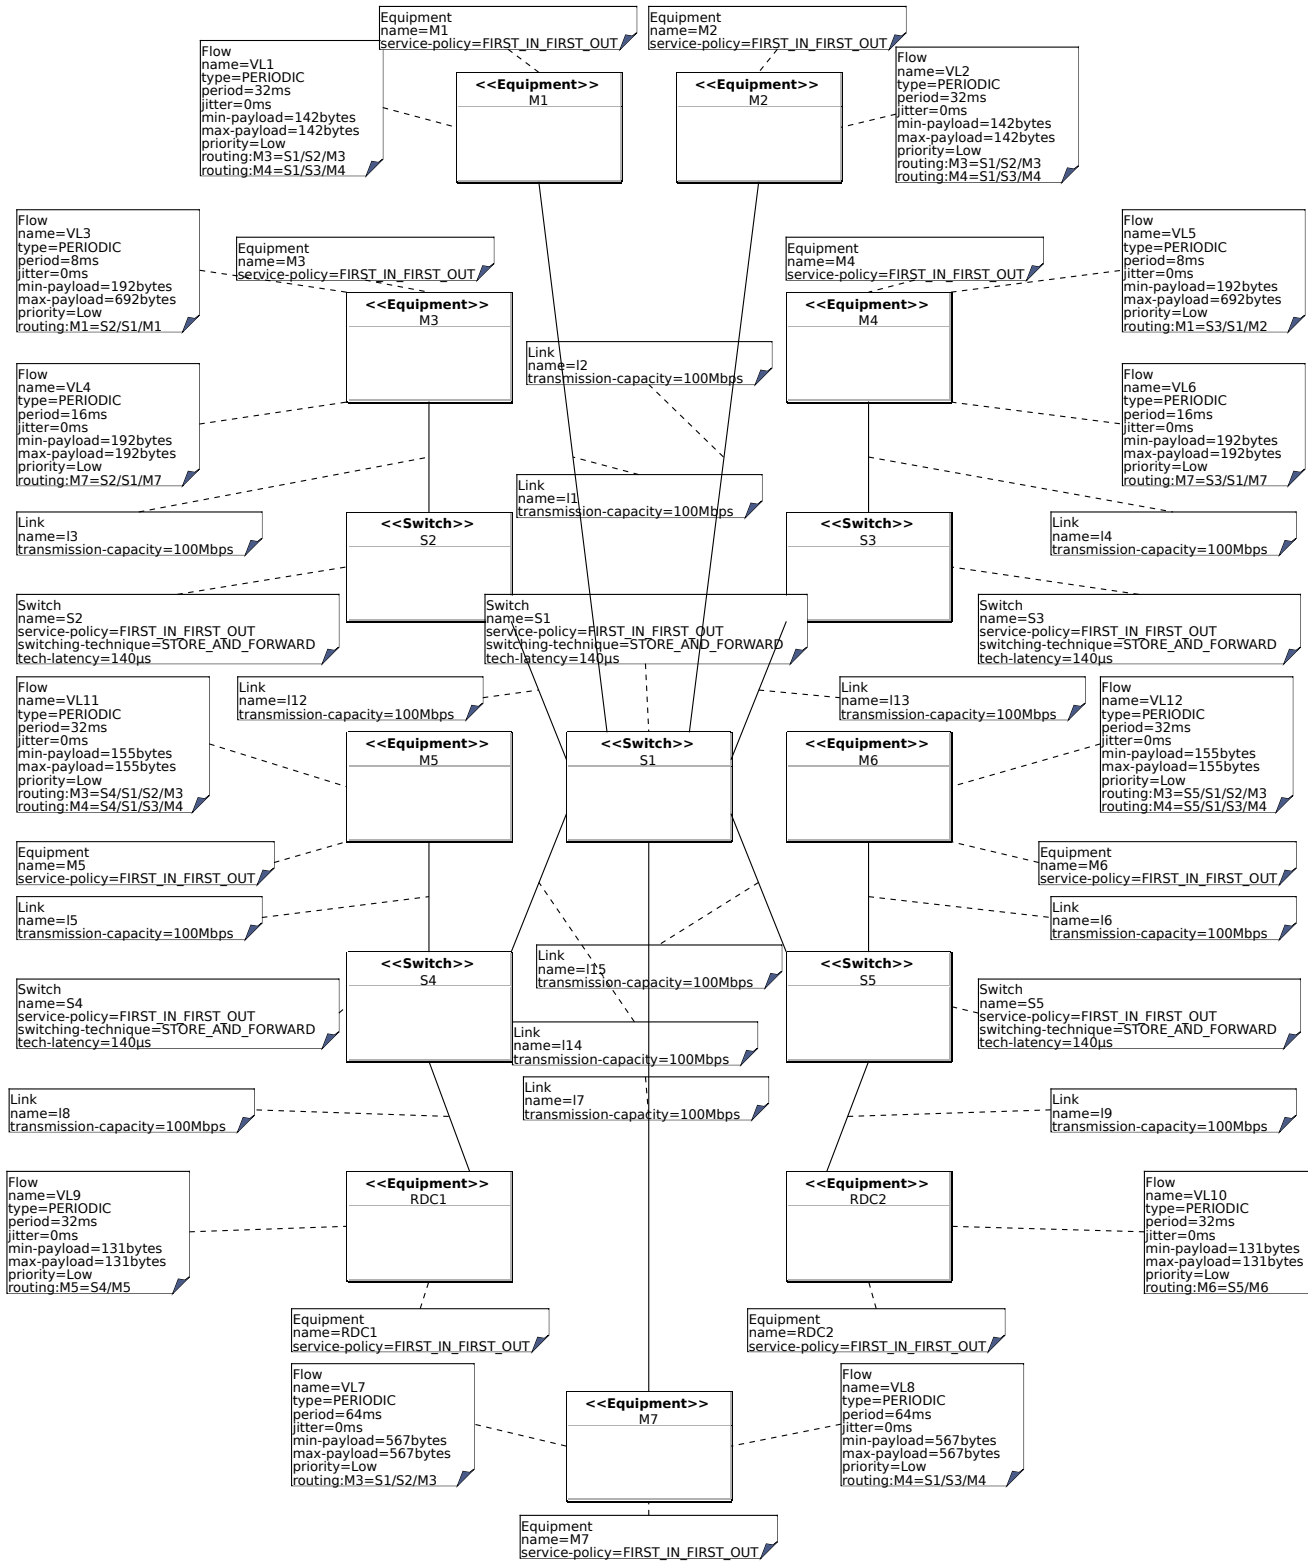 Equipment
name=M1
service-policy=FIRST_IN_FIRST_OUT
Equipment
name=M2
service-policy=FIRST_IN_FIRST_OUT
Flow
name=VL1
type=PERIODIC
period=32ms
jitter=0ms
min-payload=142bytes
max-payload=142bytes
priority=Low
routing:M3=S1/S2/M3
routing:M4=S1/S3/M4
<<Equipment>>
M1
<<Equipment>>
M2
Flow
name=VL2
type=PERIODIC
period=32ms
jitter=0ms
min-payload=142bytes
max-payload=142bytes
priority=Low
routing:M3=S1/S2/M3
routing:M4=S1/S3/M4
Flow
name=VL3
type=PERIODIC
period=8ms
jitter=0ms
min-payload=192bytes
max-payload=692bytes
priority=Low
routing:M1=S2/S1/M1
Equipment
name=M3
service-policy=FIRST_IN_FIRST_OUT
Equipment
name=M4
service-policy=FIRST_IN_FIRST_OUT
Flow
name=VL5
type=PERIODIC
period=8ms
jitter=0ms
min-payload=192bytes
max-payload=692bytes
priority=Low
routing:M1=S3/S1/M2
<<Equipment>>
M3
<<Equipment>>
M4
Link
name=l2
transmission-capacity=100Mbps
Flow
name=VL4
type=PERIODIC
period=16ms
jitter=0ms
min-payload=192bytes
max-payload=192bytes
priority=Low
routing:M7=S2/S1/M7
Flow
name=VL6
type=PERIODIC
period=16ms
jitter=0ms
min-payload=192bytes
max-payload=192bytes
priority=Low
routing:M7=S3/S1/M7
Link
name=l1
transmission-capacity=100Mbps
Link
name=l3
transmission-capacity=100Mbps
<<Switch>>
S2
<<Switch>>
S3
Link
name=l4
transmission-capacity=100Mbps
Switch
name=S2
service-policy=FIRST_IN_FIRST_OUT
switching-technique=STORE_AND_FORWARD
tech-latency=140µs
Switch
name=S1
service-policy=FIRST_IN_FIRST_OUT
switching-technique=STORE_AND_FORWARD
tech-latency=140µs
Switch
name=S3
service-policy=FIRST_IN_FIRST_OUT
switching-technique=STORE_AND_FORWARD
tech-latency=140µs
Flow
name=VL11
type=PERIODIC
period=32ms
jitter=0ms
min-payload=155bytes
max-payload=155bytes
priority=Low
routing:M3=S4/S1/S2/M3
routing:M4=S4/S1/S3/M4
Link
name=l12
transmission-capacity=100Mbps
Link
name=l13
transmission-capacity=100Mbps
Flow
name=VL12
type=PERIODIC
period=32ms
jitter=0ms
min-payload=155bytes
max-payload=155bytes
priority=Low
routing:M3=S5/S1/S2/M3
routing:M4=S5/S1/S3/M4
<<Equipment>>
M5
<<Switch>>
S1
<<Equipment>>
M6
Equipment
name=M5
service-policy=FIRST_IN_FIRST_OUT
Equipment
name=M6
service-policy=FIRST_IN_FIRST_OUT
Link
name=l5
transmission-capacity=100Mbps
Link
name=l6
transmission-capacity=100Mbps
Link
name=l15
transmission-capacity=100Mbps
<<Switch>>
S4
<<Switch>>
S5
Switch
name=S4
service-policy=FIRST_IN_FIRST_OUT
switching-technique=STORE_AND_FORWARD
tech-latency=140µs
Switch
name=S5
service-policy=FIRST_IN_FIRST_OUT
switching-technique=STORE_AND_FORWARD
tech-latency=140µs
Link
name=l14
transmission-capacity=100Mbps
Link
name=l7
transmission-capacity=100Mbps
Link
name=l8
transmission-capacity=100Mbps
Link
name=l9
transmission-capacity=100Mbps
Flow
name=VL9
type=PERIODIC
period=32ms
jitter=0ms
min-payload=131bytes
max-payload=131bytes
priority=Low
routing:M5=S4/M5
<<Equipment>>
RDC1
<<Equipment>>
RDC2
Flow
name=VL10
type=PERIODIC
period=32ms
jitter=0ms
min-payload=131bytes
max-payload=131bytes
priority=Low
routing:M6=S5/M6
Equipment
name=RDC1
service-policy=FIRST_IN_FIRST_OUT
Equipment
name=RDC2
service-policy=FIRST_IN_FIRST_OUT
Flow
name=VL7
type=PERIODIC
period=64ms
jitter=0ms
min-payload=567bytes
max-payload=567bytes
priority=Low
routing:M3=S1/S2/M3
<<Equipment>>
M7
Flow
name=VL8
type=PERIODIC
period=64ms
jitter=0ms
min-payload=567bytes
max-payload=567bytes
priority=Low
routing:M4=S1/S3/M4
Equipment
name=M7
service-policy=FIRST_IN_FIRST_OUT